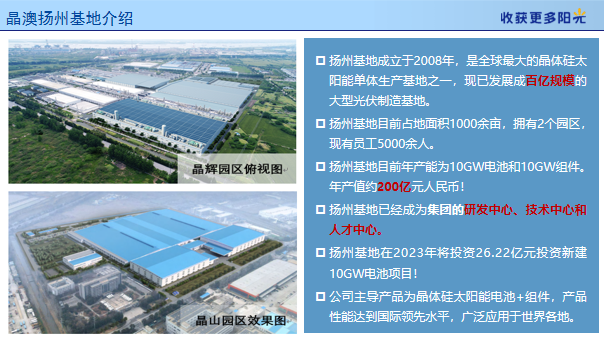 晶澳扬州基地介绍
收获更多阳光
晶辉园区俯视图
晶山园区效果图
扬州基地成立于2008年，是全球最大的晶体硅太
阳能单体生产基地之一，现已发展成百亿规模的
大型光伏制造基地。
扬州基地目前占地面积1000余亩，拥有2个园区，
现有员工5000余人。
扬州基地目前年产能为10GW电池和10GW组件。
年产值约200亿元人民币！
扬州基地已经成为集团的研发中心、技术中心和
人才中心。
扬州基地在2023年将投资26.22亿元投资新建
10GW电池项目！
公司主导产品为晶体硅太阳能电池+组件，产品
性能达到国际领先水平，广泛应用于世界各地。